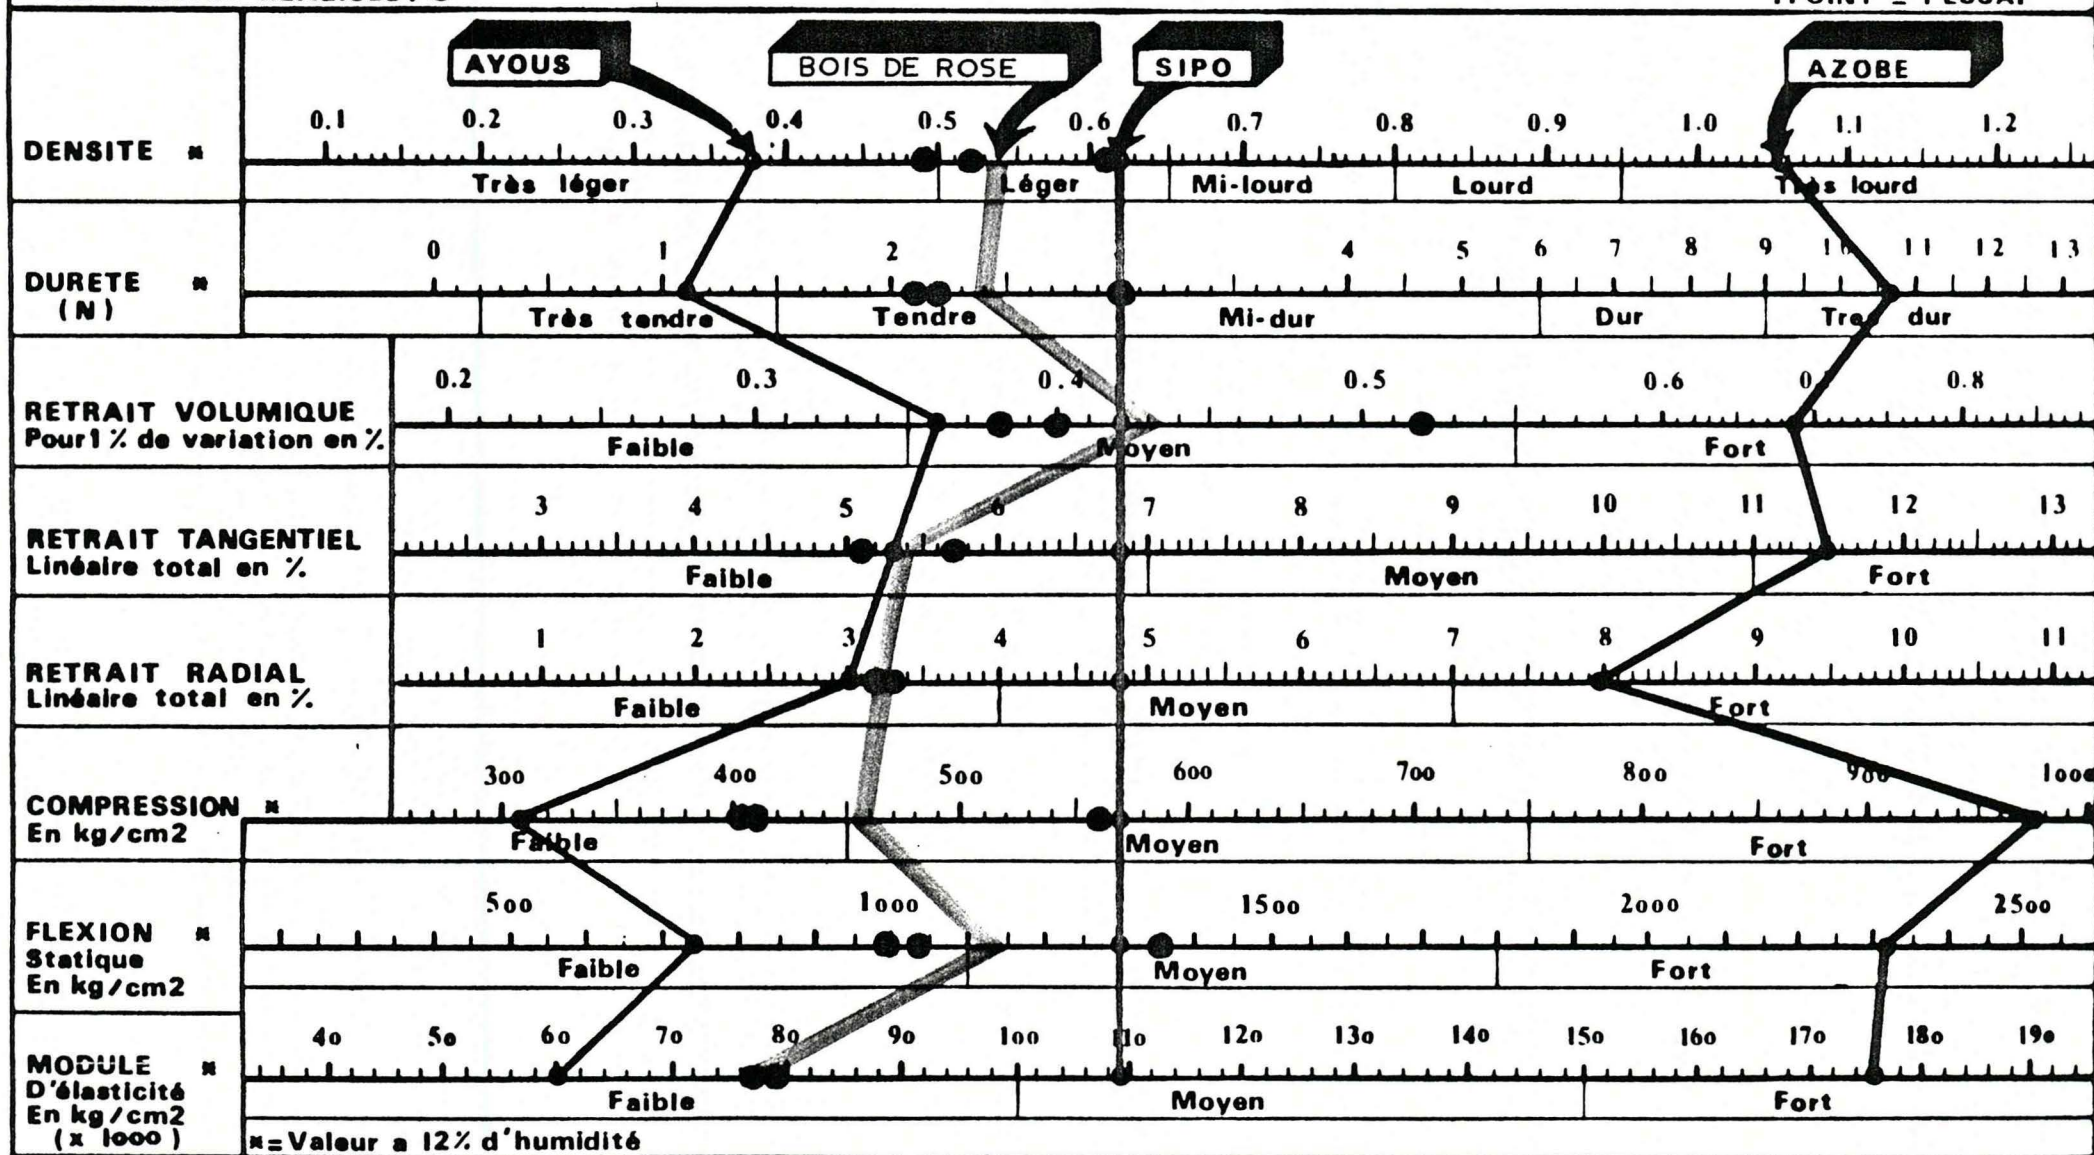 AYOUS BOIS DE ROSE SIPO AZOBE
0.1 0.2 0.3 0.4 0.5 0.6 0.7 0.8 0.9 1.0 1.1 1.2
DENSITE *
Très léger Léger Mi-lourd Lourd Très lourd
0 1 2 4 5 6 7 8 9 10 11 12 13
DURETE *
(N)
Très tendre Tendre Mi-dur Dur Tres dur
0.2 0.3 0.4 0.5 0.6 0.8
RETRAIT VOLUMIQUE
Pour 1 % de variation en %
Faible Moyen Fort
3 4 5 6 7 8 9 10 11 12 13
RETRAIT TANGENTIEL
Linéaire total en %
Faible Moyen Fort
1 2 3 4 5 6 7 8 9 10 11
RETRAIT RADIAL
Linéaire total en %
Faible Moyen Fort
300 400 500 600 700 800 900 1000
COMPRESSION *
En kg/cm2
Faible Moyen Fort
500 1000 1500 2000 2500
FLEXION *
Statique
En kg/cm2
Faible Moyen Fort
40 50 60 70 80 90 100 110 120 130 140 150 160 170 180 190
MODULE *
D'élasticité
En kg/cm2
(x 1000)
Faible Moyen Fort
*=Valeur a 12% d'humidité